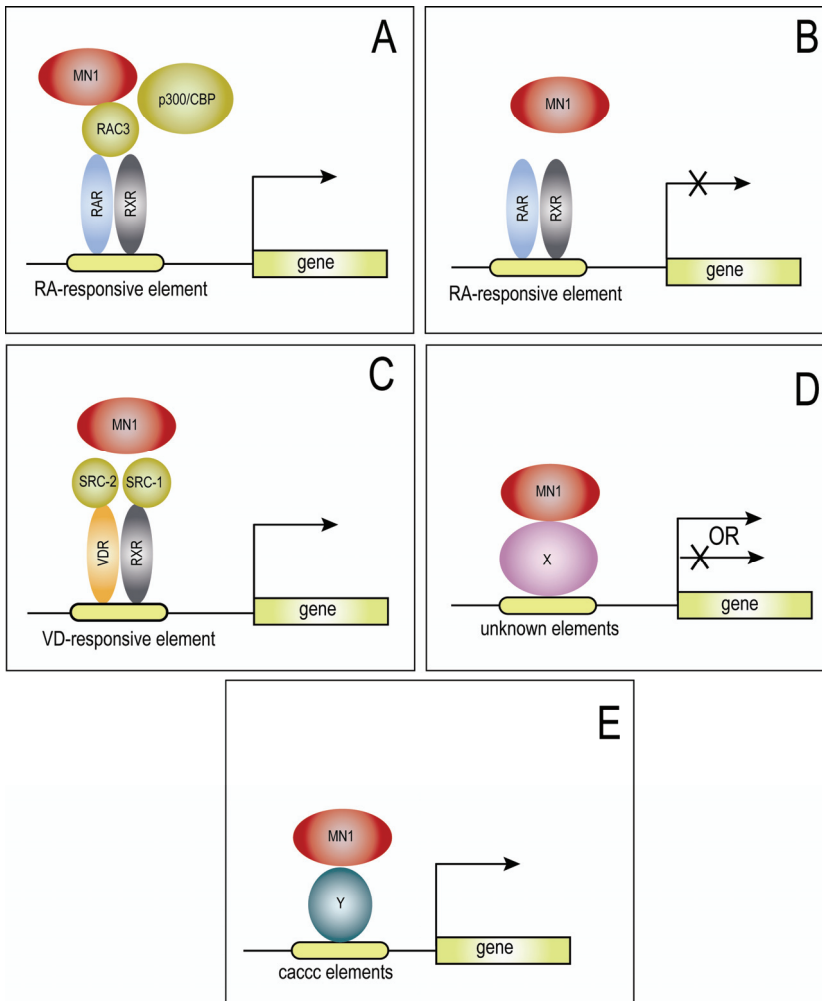 A
MN1
p300/CBP
RAC3
RAR
RXR
gene
RA-responsive element
B
MN1
RAR
RXR
gene
RA-responsive element
C
MN1
SRC-2 SRC-1
VDR
RXR
gene
VD-responsive element
D
MN1
OR
X
gene
unknown elements
E
MN1
Y
gene
caccc elements